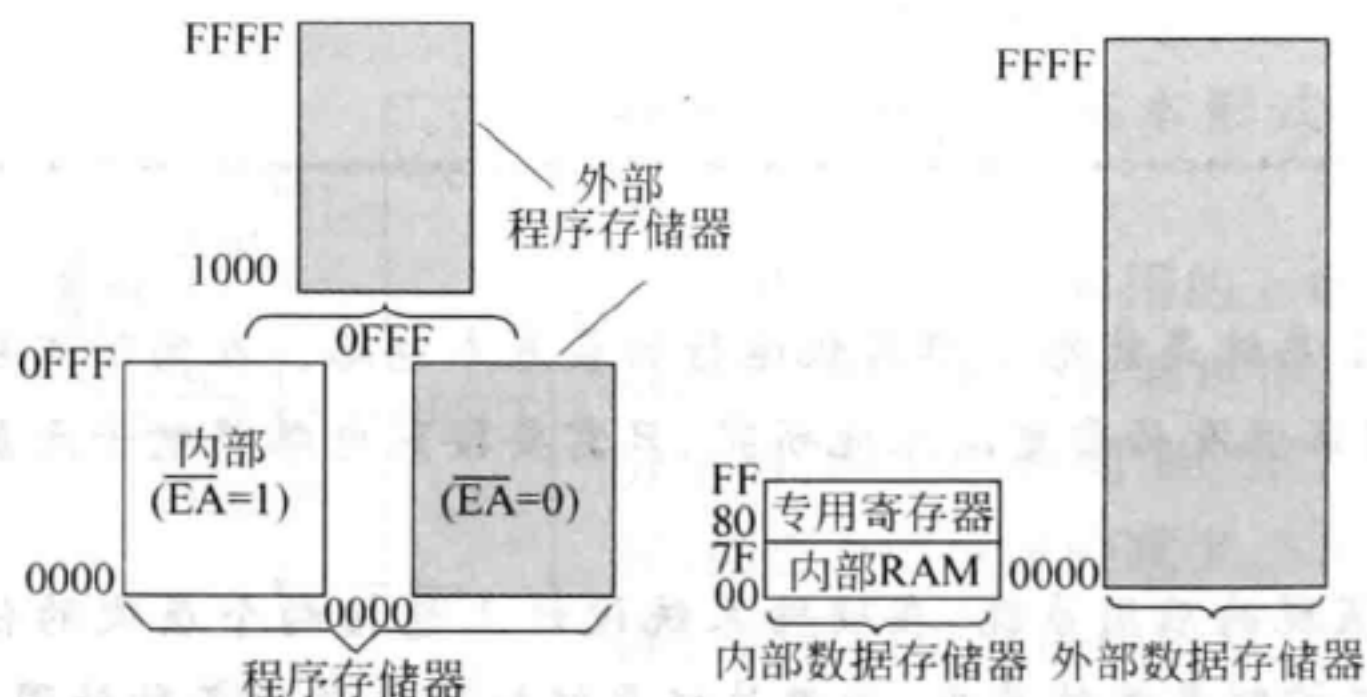 FFFF
外部
程序存储器
1000
0FFF
0FFF
内部
(EA=1)
(EA=0)
0000
0000
程序存储器
FF
80
专用寄存器
7F
内部RAM
00
内部数据存储器
FFFF
0000
外部数据存储器